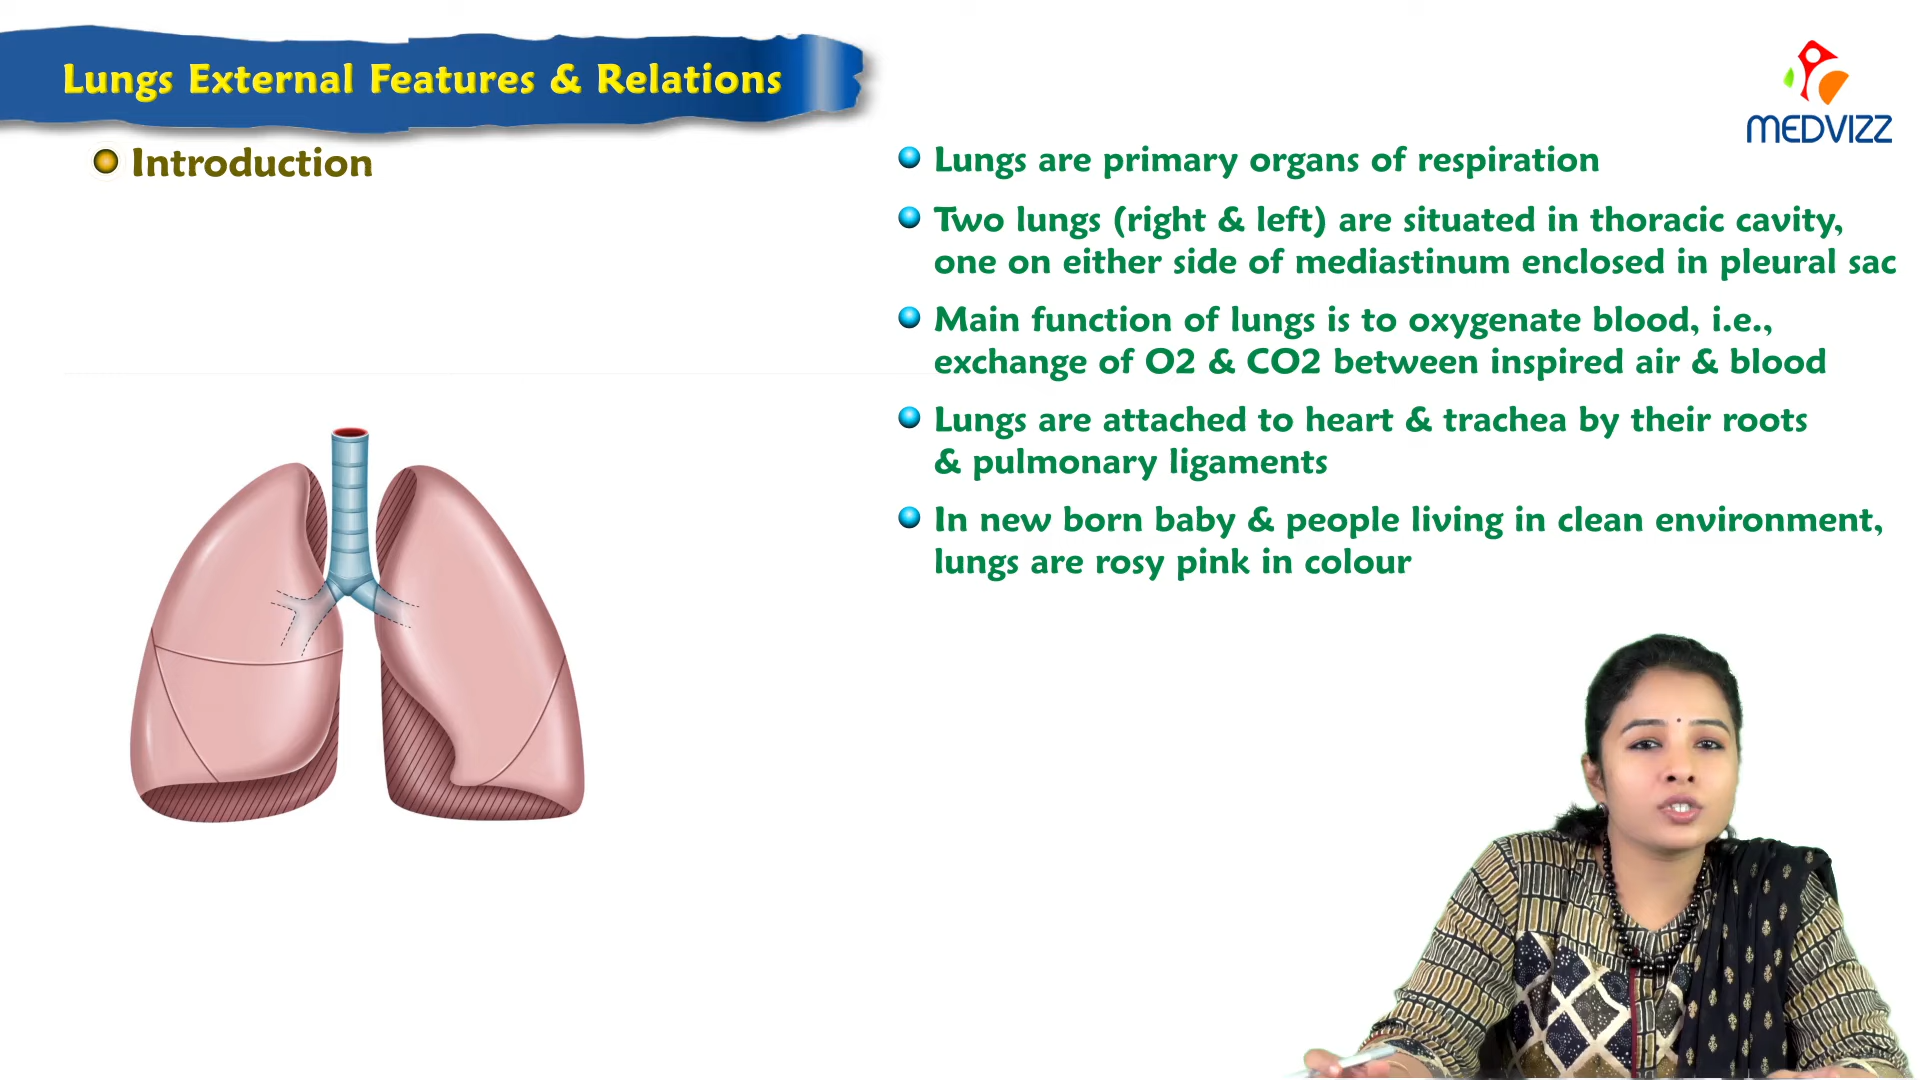 Lungs External Features & Relations
MEDVIZZ
Introduction
Lungs are primary organs of respiration
Two lungs (right & left) are situated in thoracic cavity,
one on either side of mediastinum enclosed in pleural sac
Main function of lungs is to oxygenate blood, i.e.,
exchange of O2 & CO2 between inspired air & blood
Lungs are attached to heart & trachea by their roots
& pulmonary ligaments
In new born baby & people living in clean environment,
lungs are rosy pink in colour